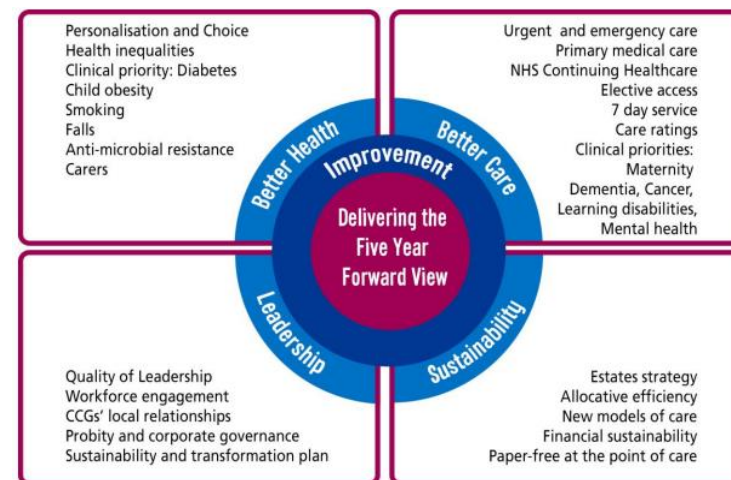 Personalisation and Choice
Health inequalities
Clinical priority: Diabetes
Child obesity
Smoking
Falls
Anti-microbial resistance
Carers
Urgent and emergency care
Primary medical care
NHS Continuing Healthcare
Elective access
7 day service
Care ratings
Clinical priorities:
Maternity
Dementia, Cancer,
Learning disabilities,
Mental health
Better Health
Better Care
Improvement
Delivering the
Five Year
Forward View
Leadership
Sustainability
Quality of Leadership
Workforce engagement
CCGs' local relationships
Probity and corporate governance
Sustainability and transformation plan
Estates strategy
Allocative efficiency
New models of care
Financial sustainability
Paper-free at the point of care